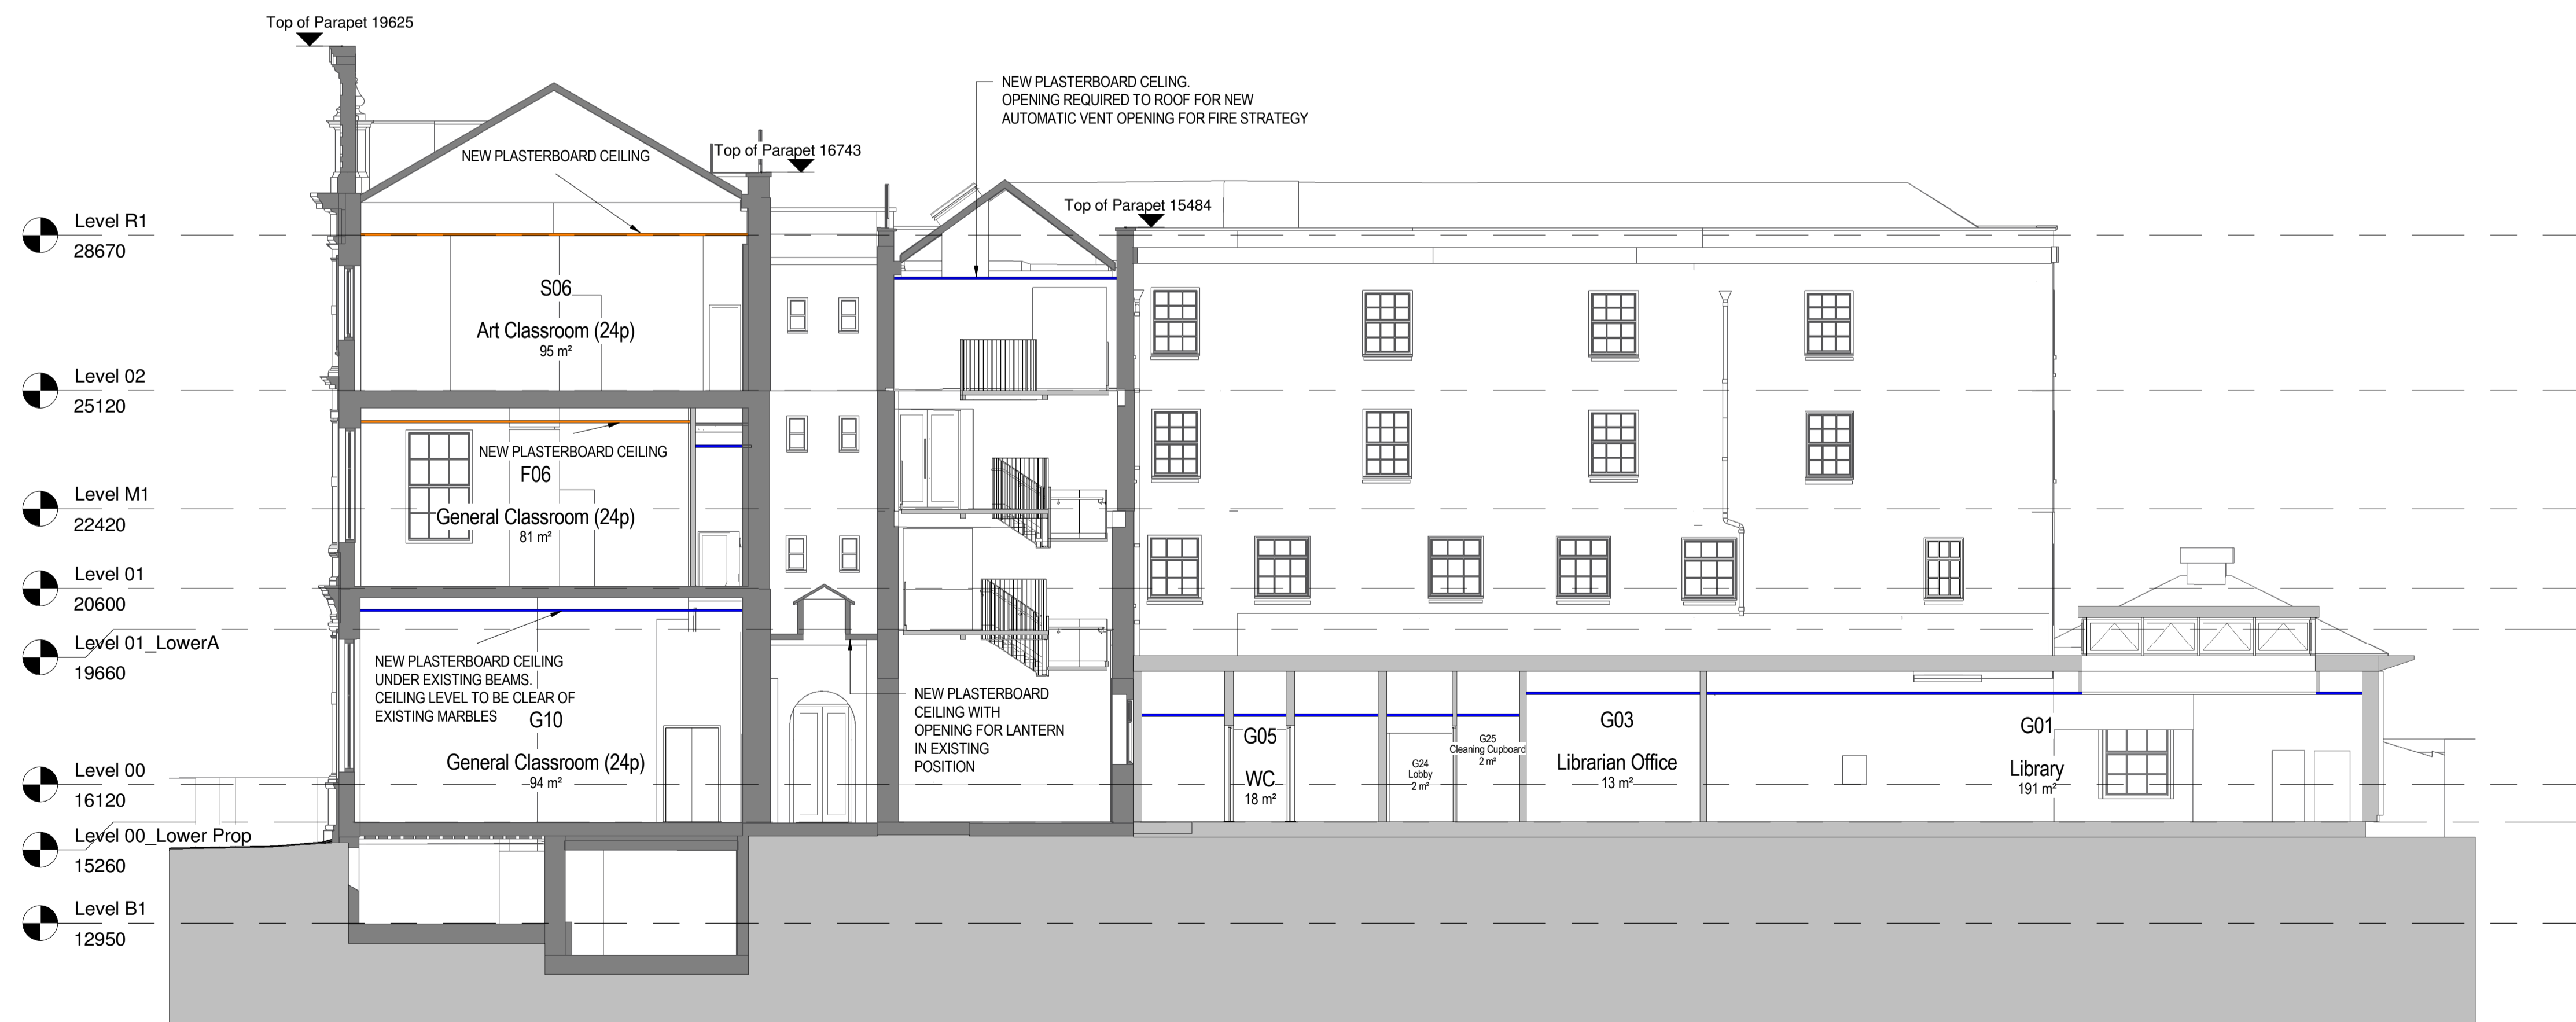 Top of Parapet 19625
NEW PLASTERBOARD CELING.
OPENING REQUIRED TO ROOF FOR NEW
AUTOMATIC VENT OPENING FOR FIRE STRATEGY
NEW PLASTERBOARD CEILING
Top of Parapet 16743
Top of Parapet 15484
Level R1
28670
S06
Art Classroom (24p)
95 m²
Level 02
25120
NEW PLASTERBOARD CEILING
F06
General Classroom (24p)
81 m²
Level M1
22420
Level 01
20600
Level 01_LowerA
19660
NEW PLASTERBOARD CEILING
UNDER EXISTING BEAMS.
CEILING LEVEL TO BE CLEAR OF
EXISTING MARBLES
G10
General Classroom (24p)
94 m²
NEW PLASTERBOARD
CEILING WITH
OPENING FOR LANTERN
IN EXISTING
POSITION
G05
WC
18 m²
G24
Lobby
2 m²
G25
Cleaning Cupboard
2 m²
G03
Librarian Office
13 m²
G01
Library
191 m²
Level 00
16120
Level 00_Lower Prop
15260
Level B1
12950